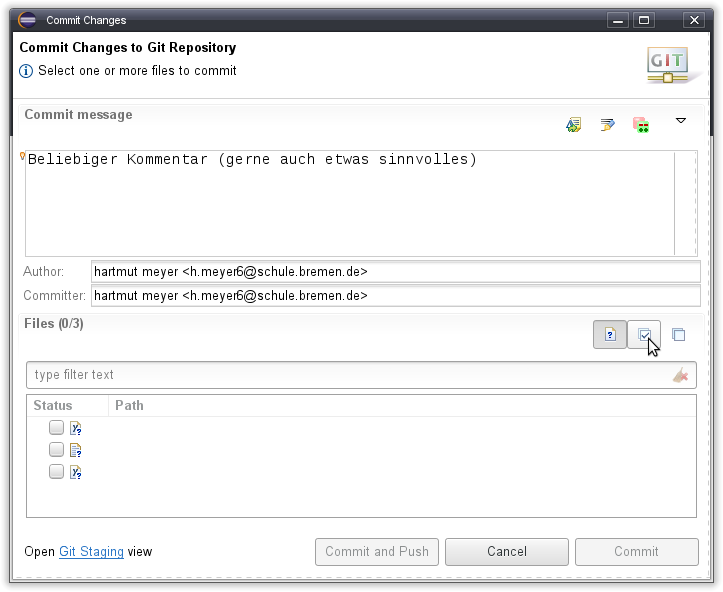 Commit Changes
Commit Changes to Git Repository
Select one or more files to commit
GIT
Commit message
Beliebiger Kommentar (gerne auch etwas sinnvolles)
Author: hartmut meyer <h.meyer6@schule.bremen.de>
Committer: hartmut meyer <h.meyer6@schule.bremen.de>
Files (0/3)
type filter text
Status Path
Open Git Staging view Commit and Push Cancel Commit